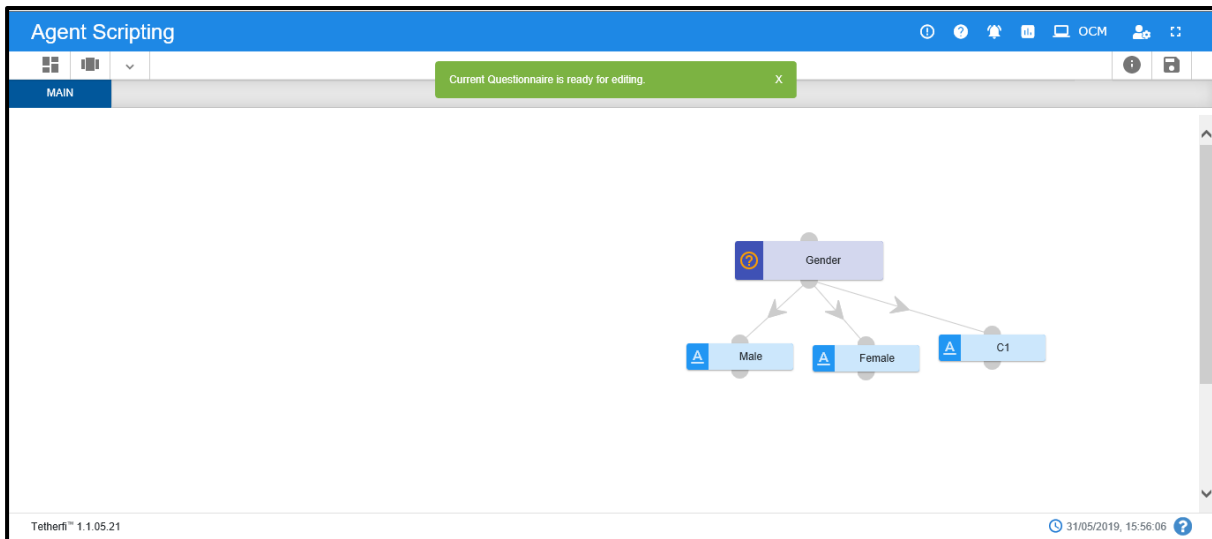 Agent Scripting
OCM
Current Questionnaire is ready for editing. X
MAIN
Gender
A Male
A Female
A C1
Tetherfi™ 1.1.05.21
31/05/2019, 15:56:06